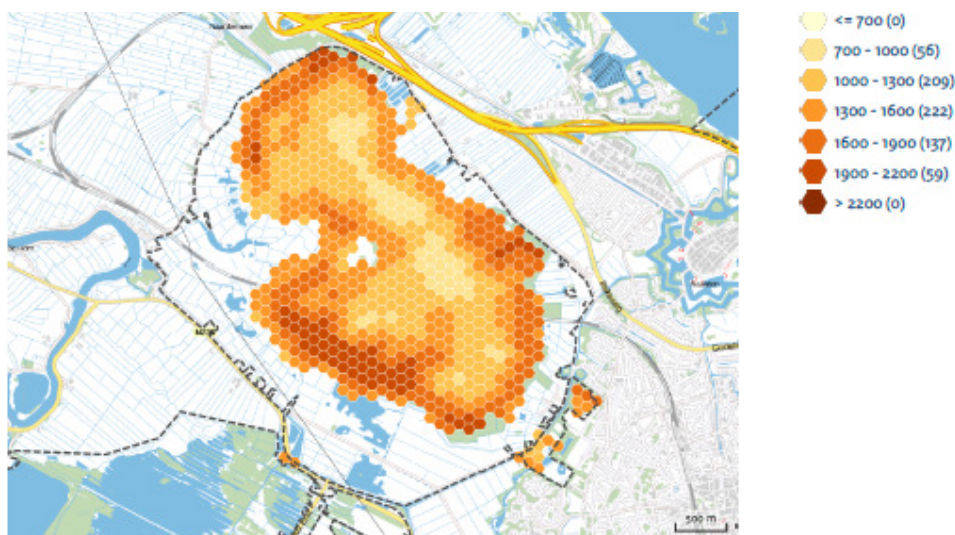 <= 700 (0)
700 - 1000 (56)
1000 - 1300 (209)
1300 - 1600 (222)
1600 - 1900 (137)
1900 - 2200 (59)
> 2200 (0)
500 m